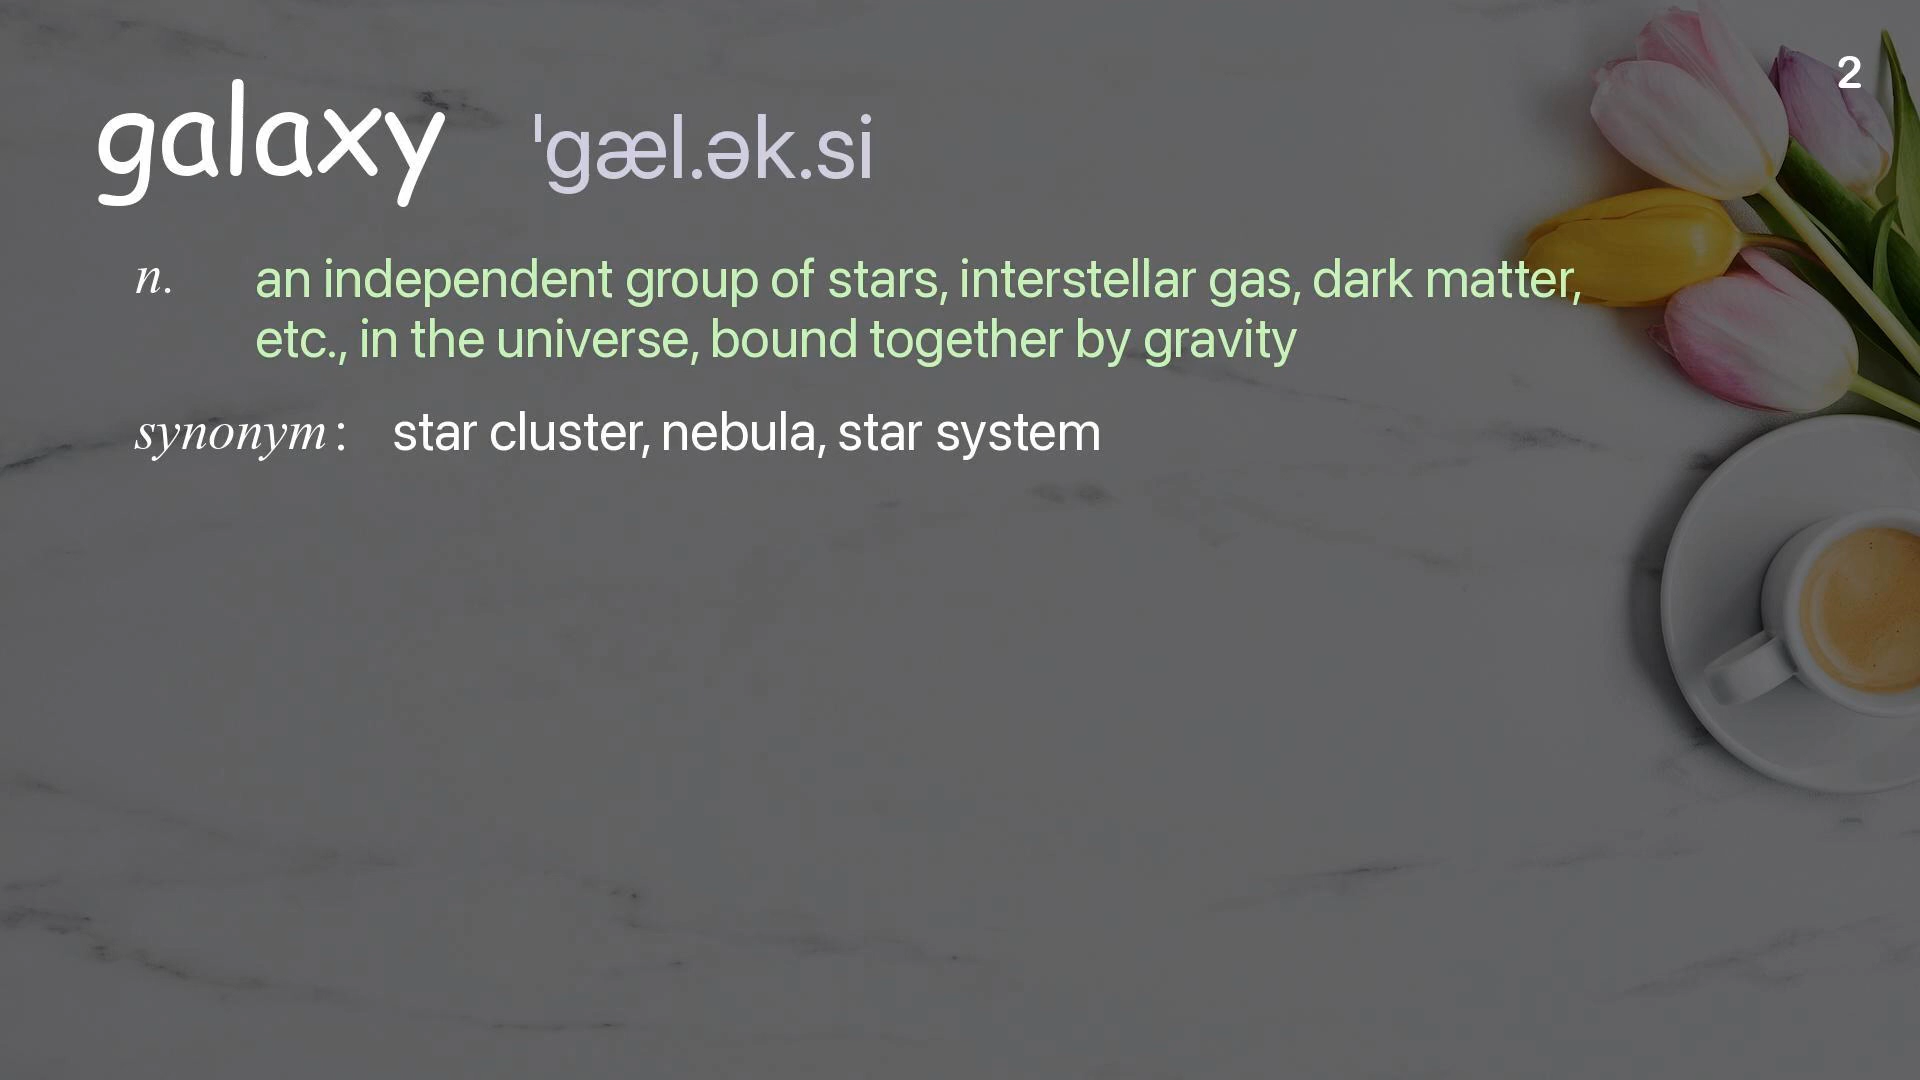 2
galaxy ˈgæl.ək.si
n. an independent group of stars, interstellar gas, dark matter,
etc., in the universe, bound together by gravity
synonym: star cluster, nebula, star system